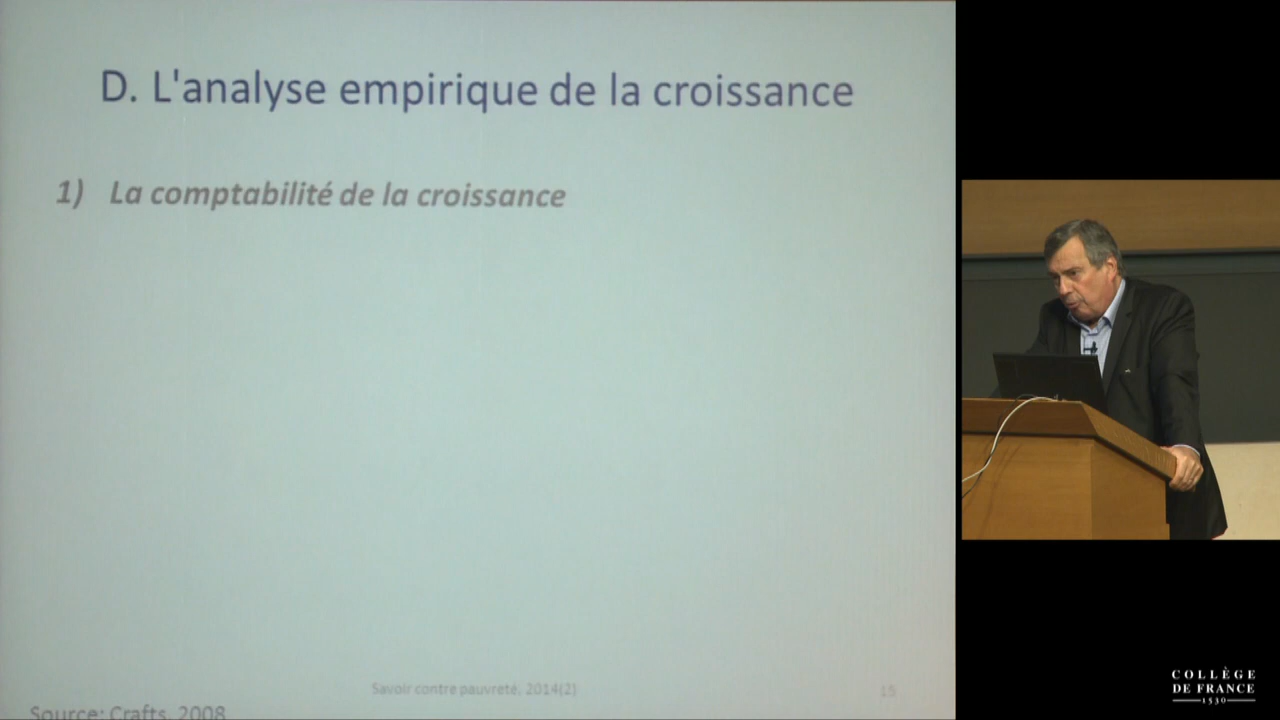 D. L'analyse empirique de la croissance
1) La comptabilité de la croissance
Savoir contre pauvreté, 2014(2)
15
Source: Crafts, 2008
COLLÈGE
DE FRANCE
1530